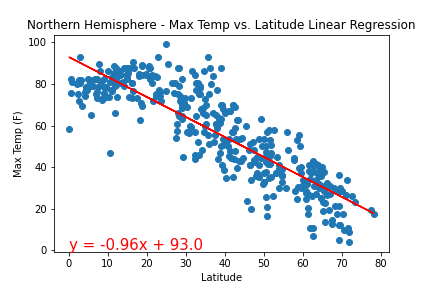 Northern Hemisphere - Max Temp vs. Latitude Linear Regression
100
80
60
40
20
0
Max Temp (F)
y = -0.96x + 93.0
0 10 20 30 40 50 60 70 80
Latitude